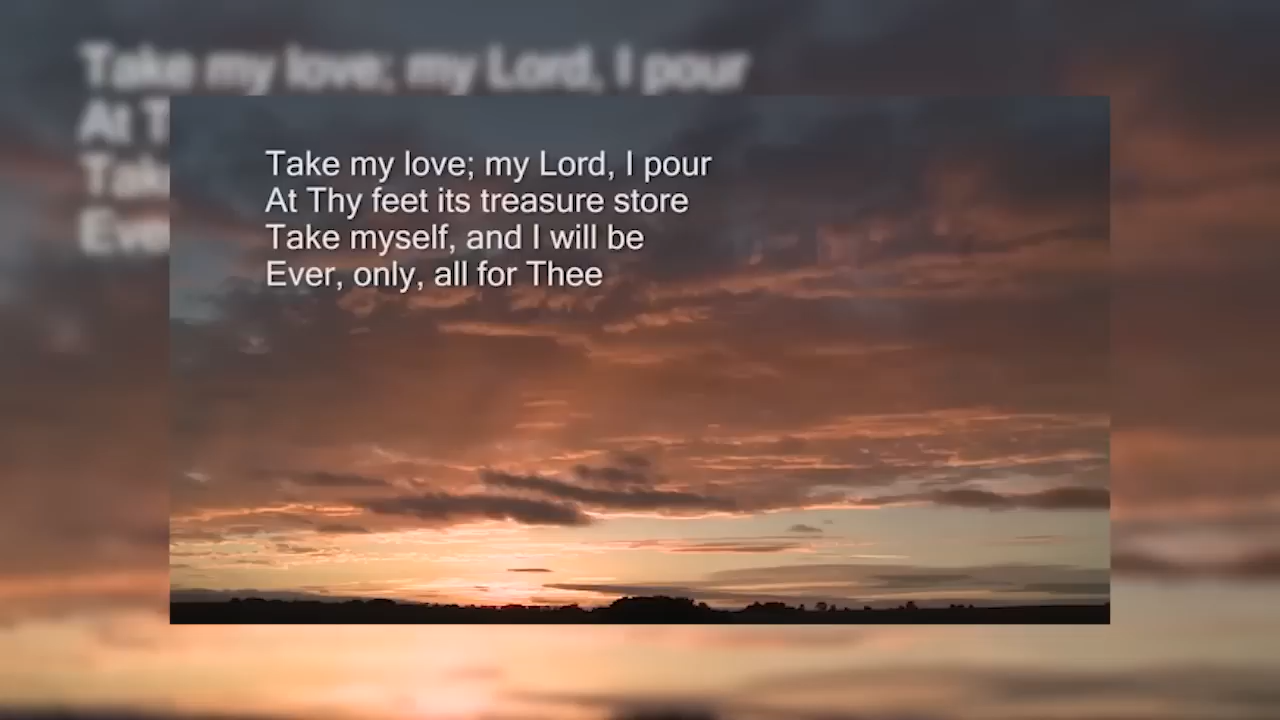 Take my love; my Lord, I pour
At Thy feet its treasure store
Take myself, and I will be
Ever, only, all for Thee